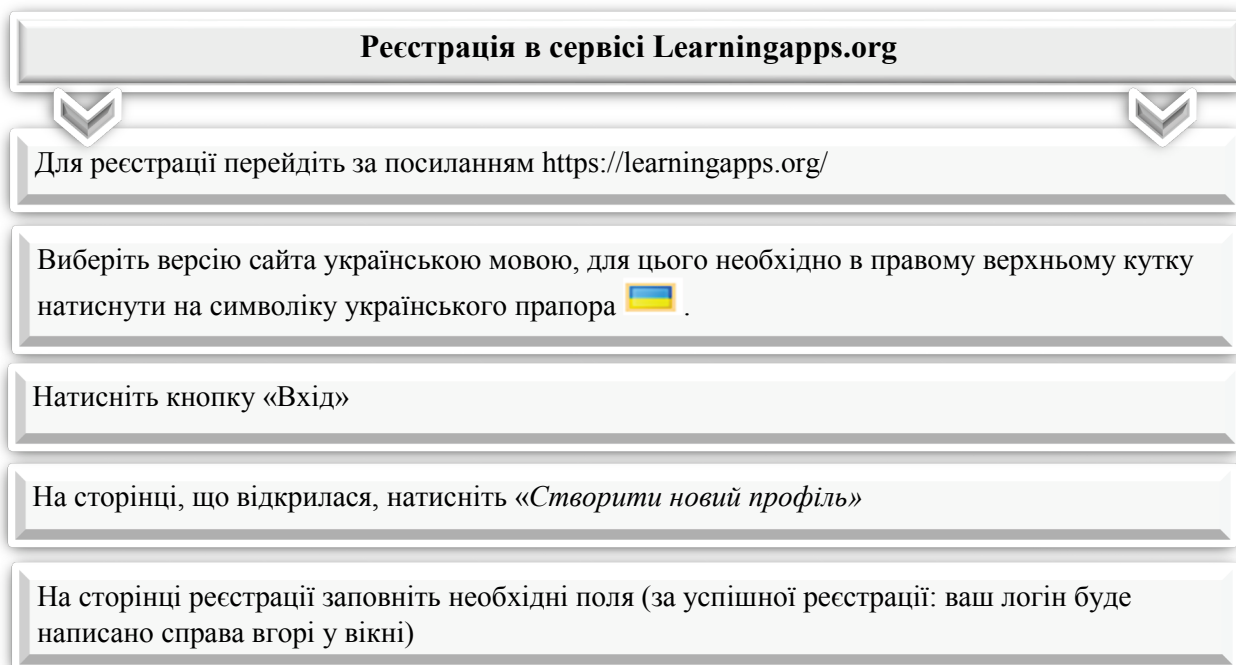 Реєстрація в сервісі Learningapps.org
Для реєстрації перейдіть за посиланням https://learningapps.org/
Виберіть версію сайта українською мовою, для цього необхідно в правому верхньому кутку
натиснути на символіку українського прапора .
Натисніть кнопку «Вхід»
На сторінці, що відкрилася, натисніть «Створити новий профіль»
На сторінці реєстрації заповніть необхідні поля (за успішної реєстрації: ваш логін буде
написано справа вгорі у вікні)